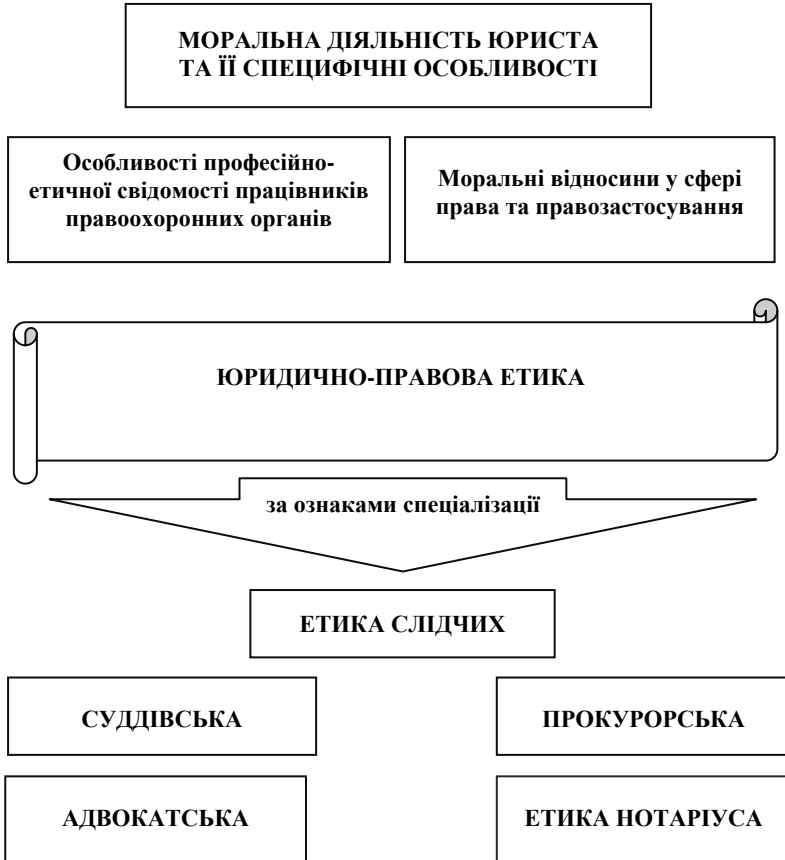 МОРАЛЬНА ДІЯЛЬНІСТЬ ЮРИСТА
ТА ЇЇ СПЕЦИФІЧНІ ОСОБЛИВОСТІ
Особливості професійно-
етичної свідомості працівників
правоохоронних органів
Моральні відносини у сфері
права та правозастосування
ЮРИДИЧНО-ПРАВОВА ЕТИКА
за ознаками спеціалізації
ЕТИКА СЛІДЧИХ
СУДДІВСЬКА
ПРОКУРОРСЬКА
АДВОКАТСЬКА
ЕТИКА НОТАРІУСА